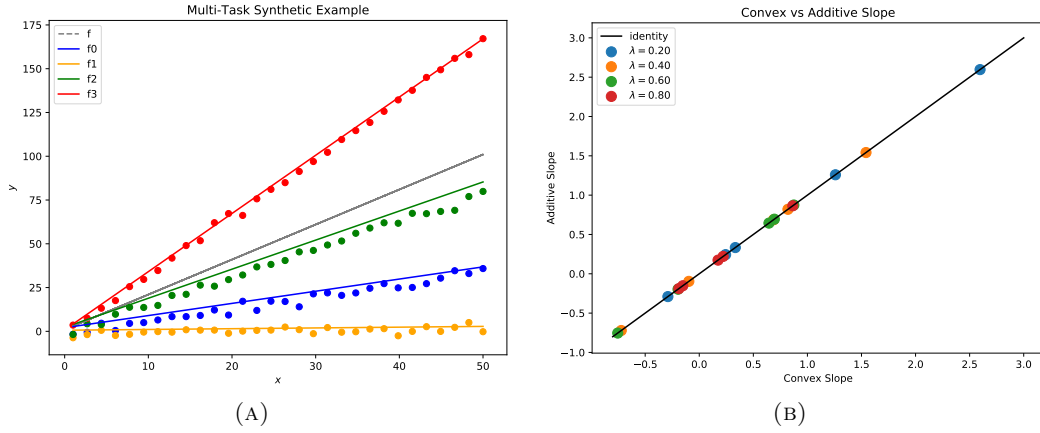 Multi-Task Synthetic Example
f
f0
f1
f2
f3
175
150
125
100
75
50
25
0
y
0
10
20
30
40
50
x
(A)
Convex vs Additive Slope
identity
λ = 0.20
λ = 0.40
λ = 0.60
λ = 0.80
3.0
2.5
2.0
1.5
1.0
0.5
0.0
−0.5
−1.0
Additive Slope
−0.5
0.0
0.5
1.0
1.5
2.0
2.5
3.0
Convex Slope
(B)